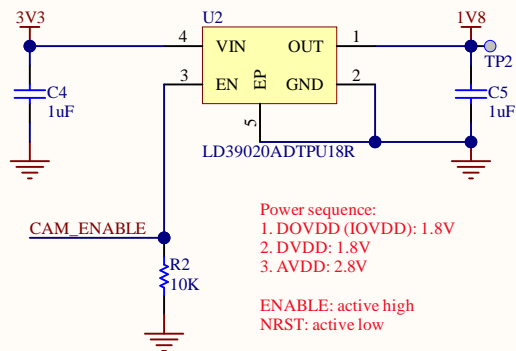 3V3
U2
1V8
4
VIN
OUT
1
TP2
3
EN
EP
GND
2
C4
1uF
C5
1uF
5
LD39020ADTPU18R
CAM_ENABLE
R2
10K
Power sequence:
1. DOVDD (IOVDD): 1.8V
2. DVDD: 1.8V
3. AVDD: 2.8V
ENABLE: active high
NRST: active low